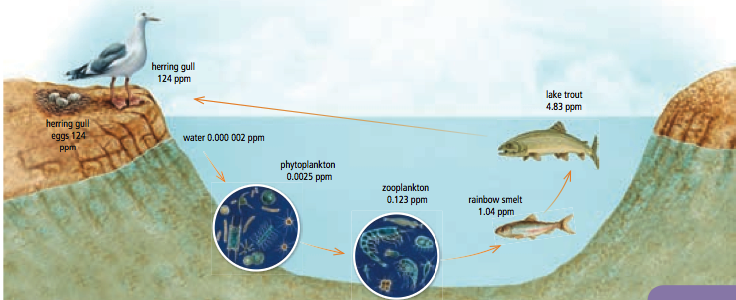 herring gull
124 ppm
herring gull
eggs 124
ppm
water 0.000 002 ppm
phytoplankton
0.0025 ppm
zooplankton
0.123 ppm
rainbow smelt
1.04 ppm
lake trout
4.83 ppm